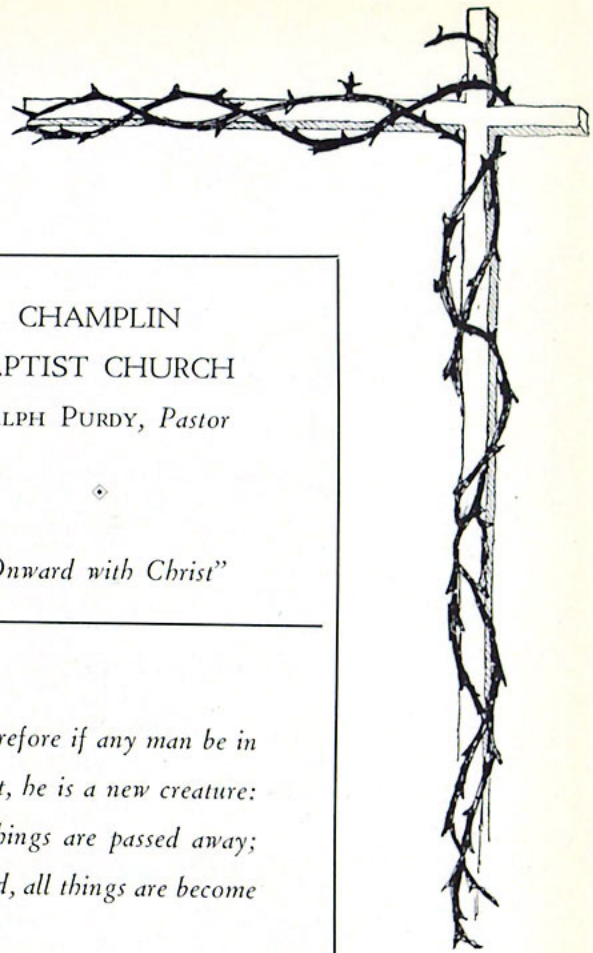 CHAMPLIN
APTIST CHURCH
LPH PURDY, Pastor
Onward with Christ”
refore if any man be in
t, he is a new creature:
hings are passed away;
d, all things are become